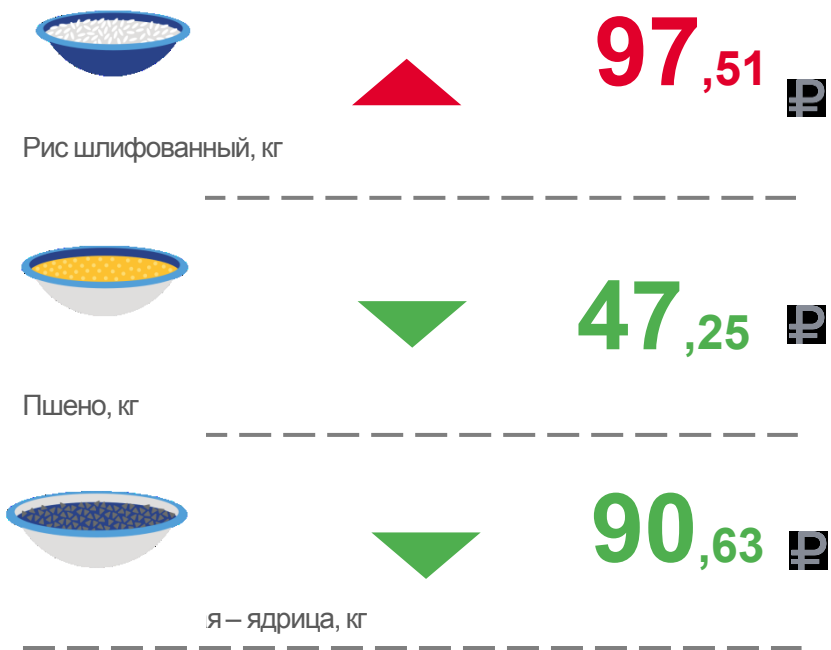 97,51 ₽
Рис шлифованный, кг
47,25 ₽
Пшено, кг
90,63 ₽
я – ядрица, кг